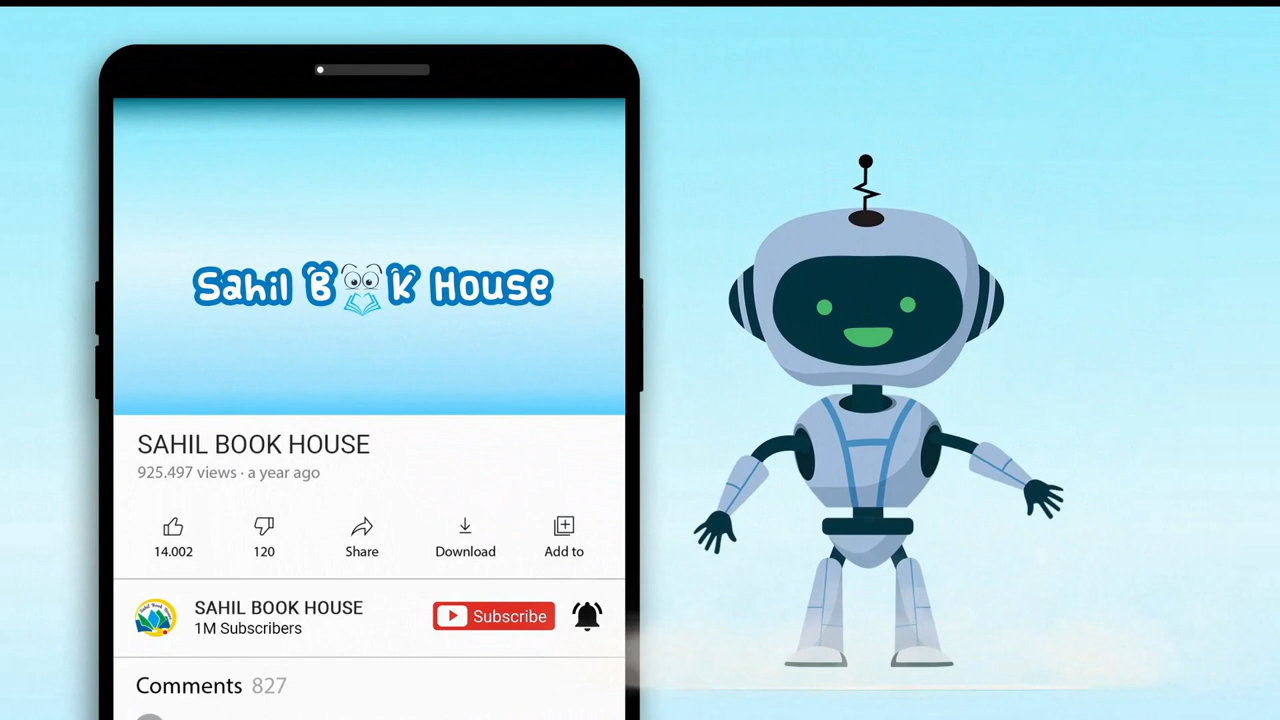 Sahil Book House
SAHIL BOOK HOUSE
925.497 views · a year ago
14.002
120
Share
Download
Add to
SAHIL BOOK HOUSE
Subscribe
1M Subscribers
Comments 827